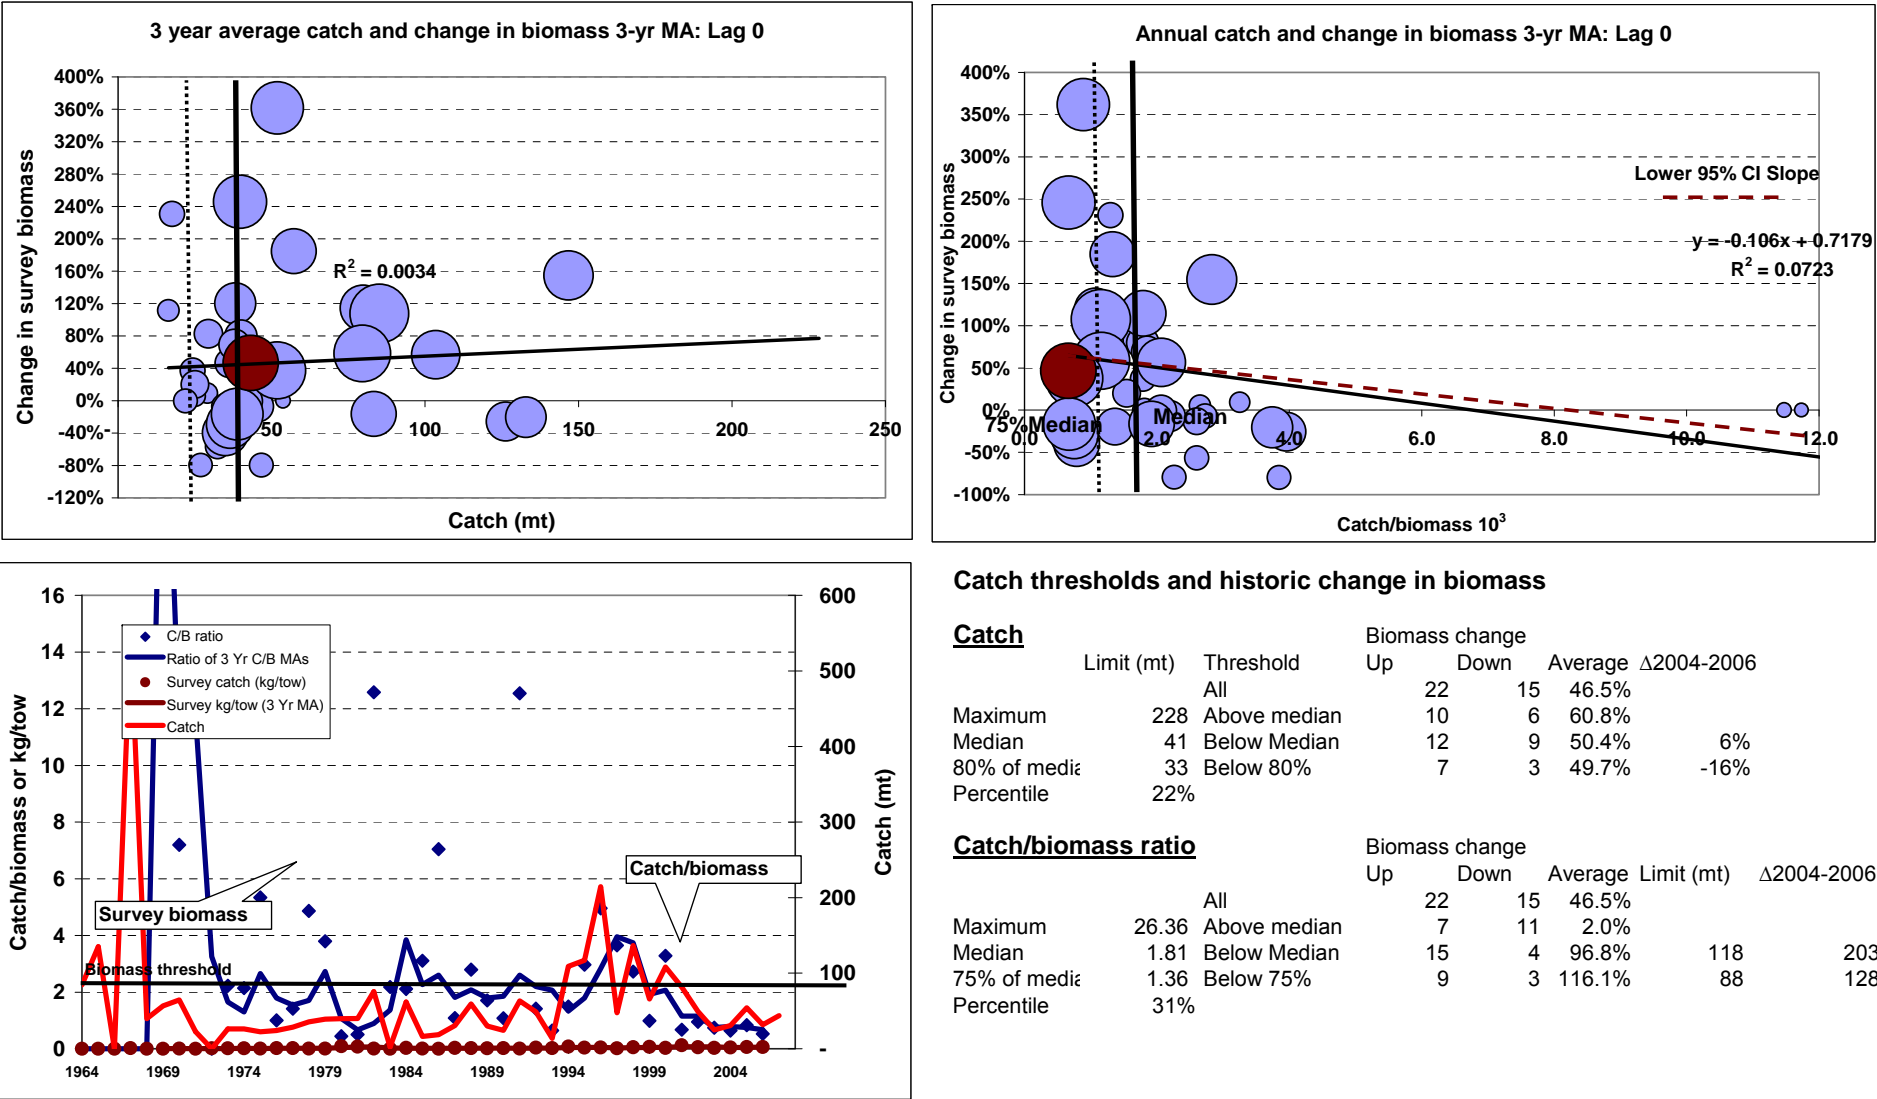 3 year average catch and change in biomass 3-yr MA: Lag 0
400%
360%
320%
280%
240%
200%
160%
120%
80%
40%
0%
-40%
-80%
-120%
Change in survey biomass
R² = 0.0034
- 50 100 150 200 250
Catch (mt)
Annual catch and change in biomass 3-yr MA: Lag 0
400%
350%
300%
250%
200%
150%
100%
50%
0%
-50%
-100%
Change in survey biomass
Lower 95% CI Slope
y = -0.106x + 0.7179
R² = 0.0723
75%Median
Median
0.0 2.0 4.0 6.0 8.0 10.0 12.0
Catch/biomass 10³
16
14
12
10
8
6
4
2
0
Catch/biomass or kg/tow
C/B ratio
Ratio of 3 Yr C/B MAs
Survey catch (kg/tow)
Survey kg/tow (3 Yr MA)
Catch
Survey biomass
Catch/biomass
Biomass threshold
600
500
400
300
200
100
-
Catch (mt)
1964 1969 1974 1979 1984 1989 1994 1999 2004
Catch thresholds and historic change in biomass
Catch Biomass change
Limit (mt) Threshold Up Down Average Δ2004-2006
All 22 15 46.5%
Maximum 228 Above median 10 6 60.8%
Median 41 Below Median 12 9 50.4% 6%
80% of media 33 Below 80% 7 3 49.7% -16%
Percentile 22%
Catch/biomass ratio Biomass change
Up Down Average Limit (mt) Δ2004-2006
All 22 15 46.5%
Maximum 26.36 Above median 7 11 2.0%
Median 1.81 Below Median 15 4 96.8% 118 203
75% of media 1.36 Below 75% 9 3 116.1% 88 128
Percentile 31%